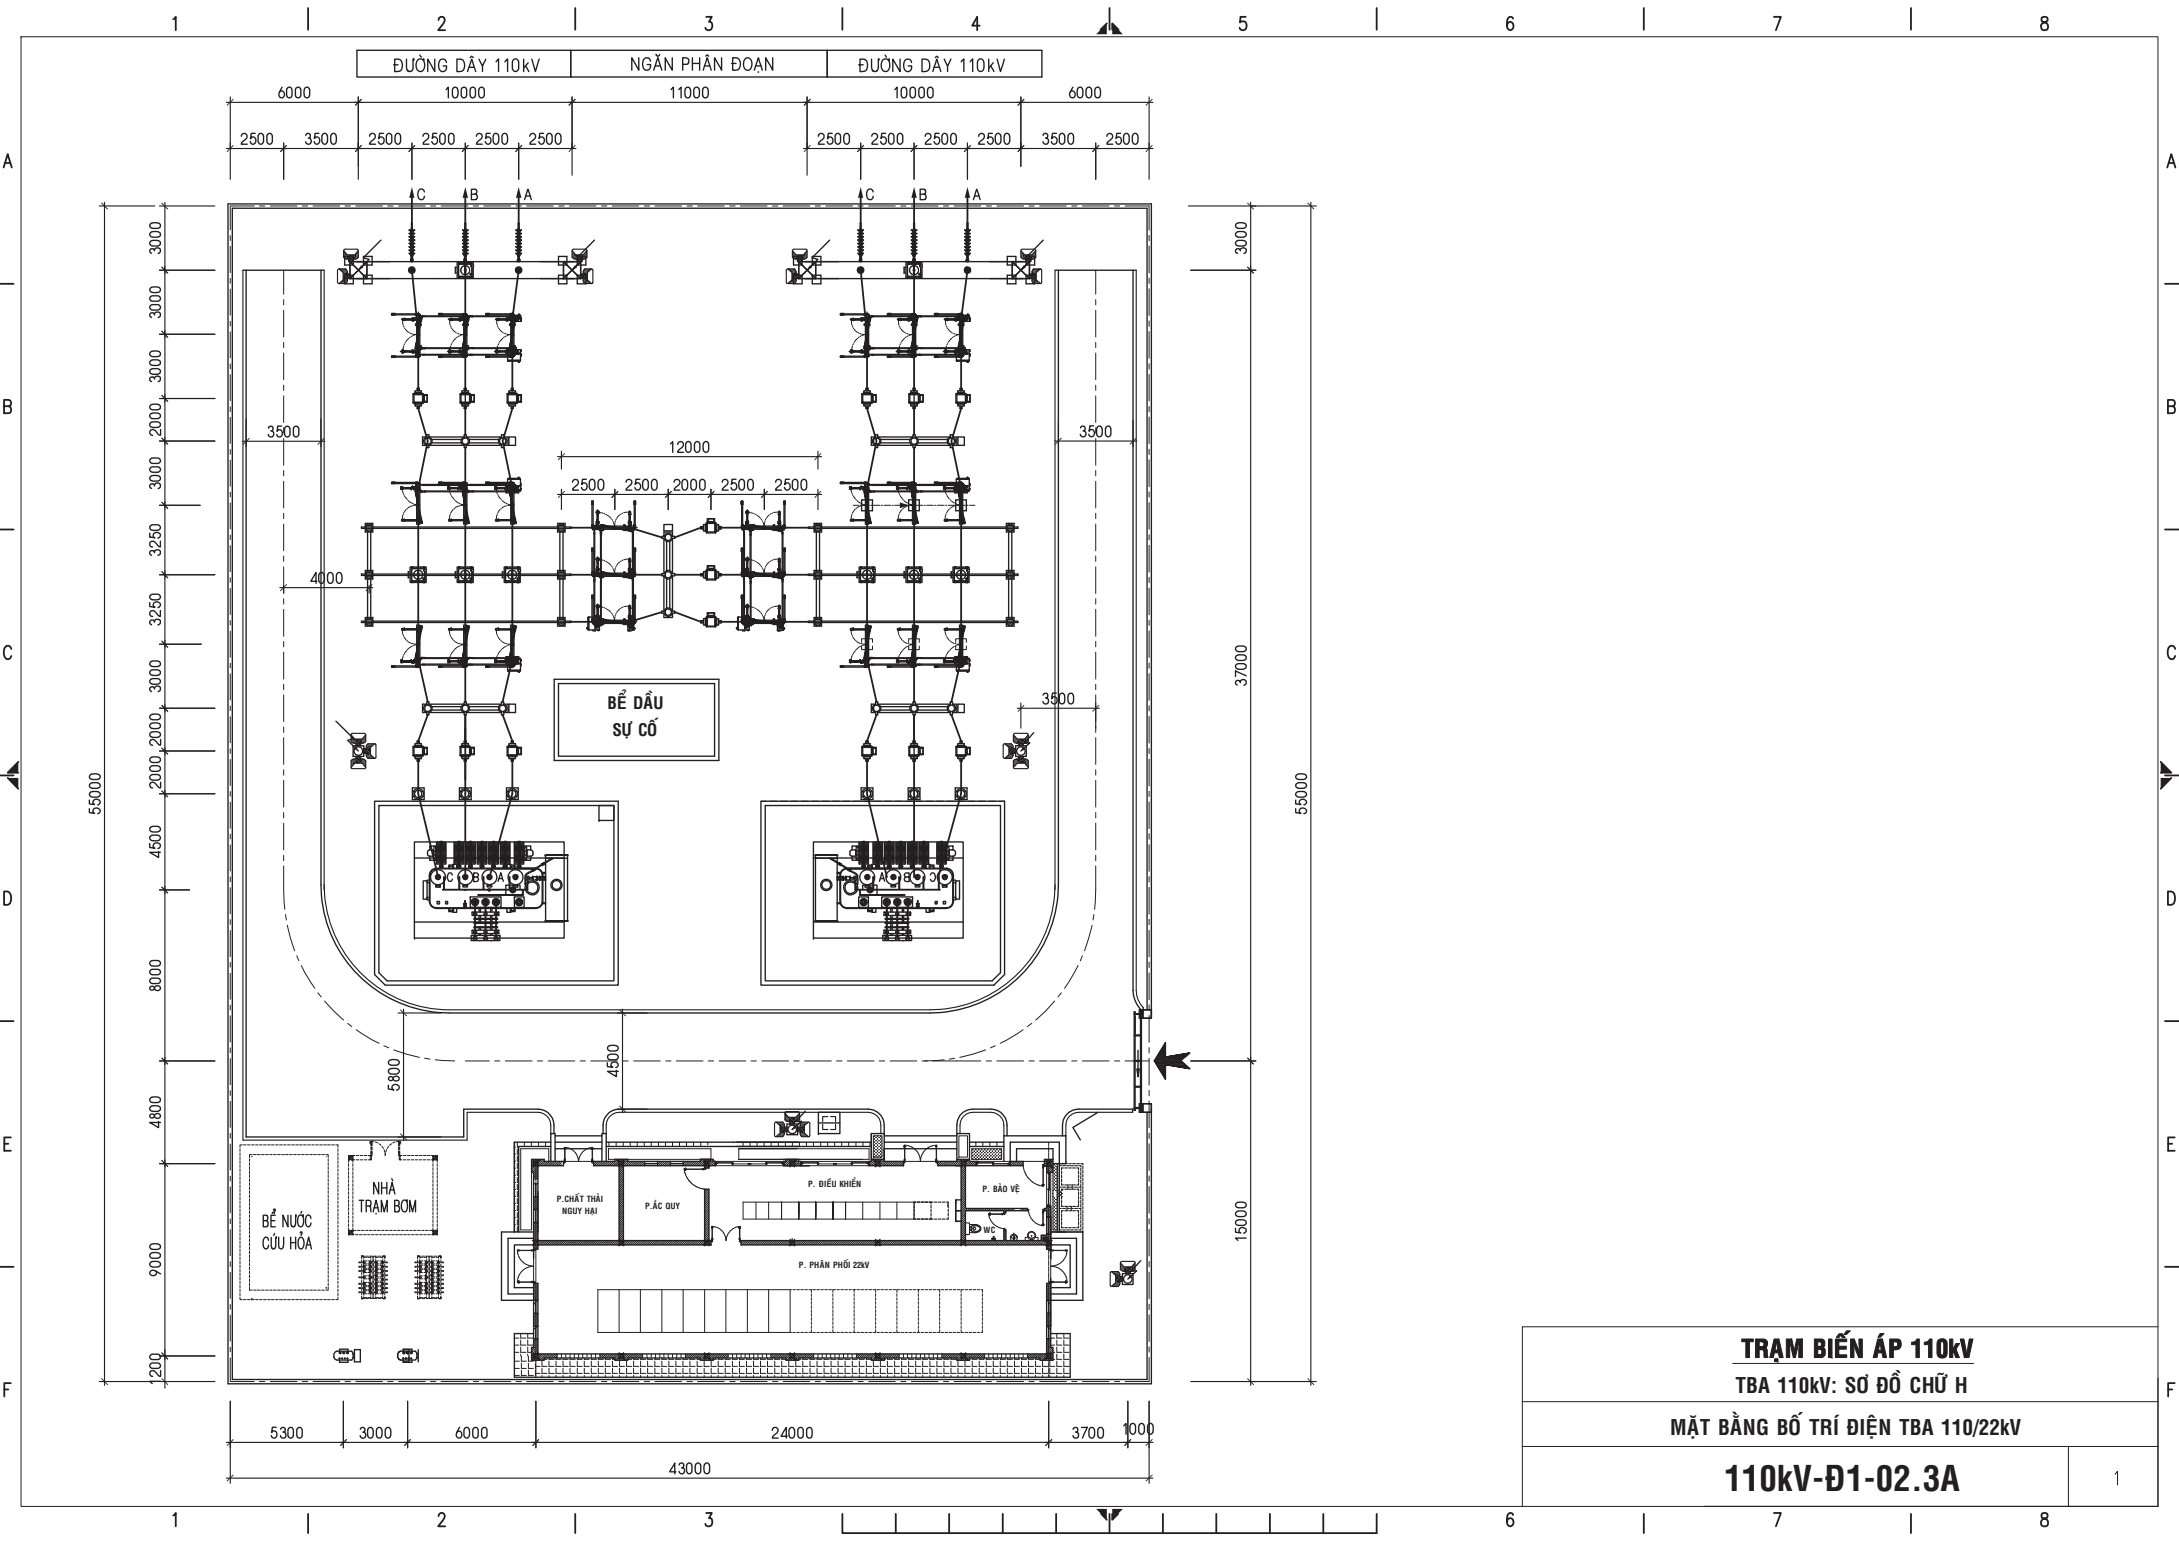 1 2 3 4 5 6 7 8
ĐƯỜNG DÂY 110kV NGĂN PHÂN ĐOẠN ĐƯỜNG DÂY 110kV
6000 10000 11000 10000 6000
2500 3500 2500 2500 2500 2500 2500 2500 2500 2500 3500 2500
A A
C B A C B A
3000 3000
3000
3000
B B
2000
3500 3500
12000
3000
2500 2500 2000 2500 2500
3250
4000
3250
C C
3000
37000
BỂ DẦU
SỰ CỐ
3500
2000
2000
55000 55000
4500
C B A A B C
D D
8000
4500
5800
4800
E E
NHÀ
TRẠM BƠM
BỂ NƯỚC
CỨU HỎA
P.CHẤT THẢI
NGUY HẠI
P.ẮC QUY
P. ĐIỀU KHIỂN
P. BẢO VỆ
WC
15000
9000
P. PHÂN PHỐI 22kV
1200
F F
5300 3000 6000 24000 3700 1000
43000
TRẠM BIẾN ÁP 110kV
TBA 110kV: SƠ ĐỒ CHỮ H
MẶT BẰNG BỐ TRÍ ĐIỆN TBA 110/22kV
110kV-Đ1-02.3A 1
1 2 3 6 7 8